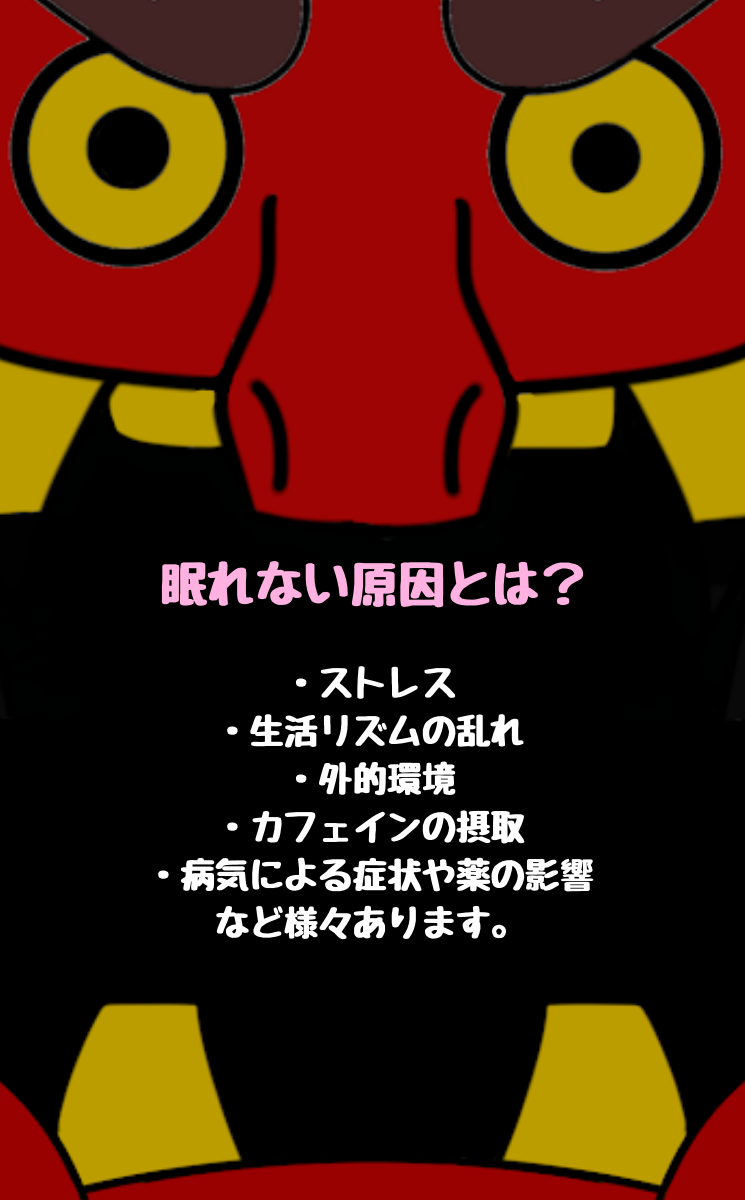 眠れない原因とは？
・ストレス
・生活リズムの乱れ
・外的環境
・カフェインの摂取
・病気による症状や薬の影響
など様々あります。